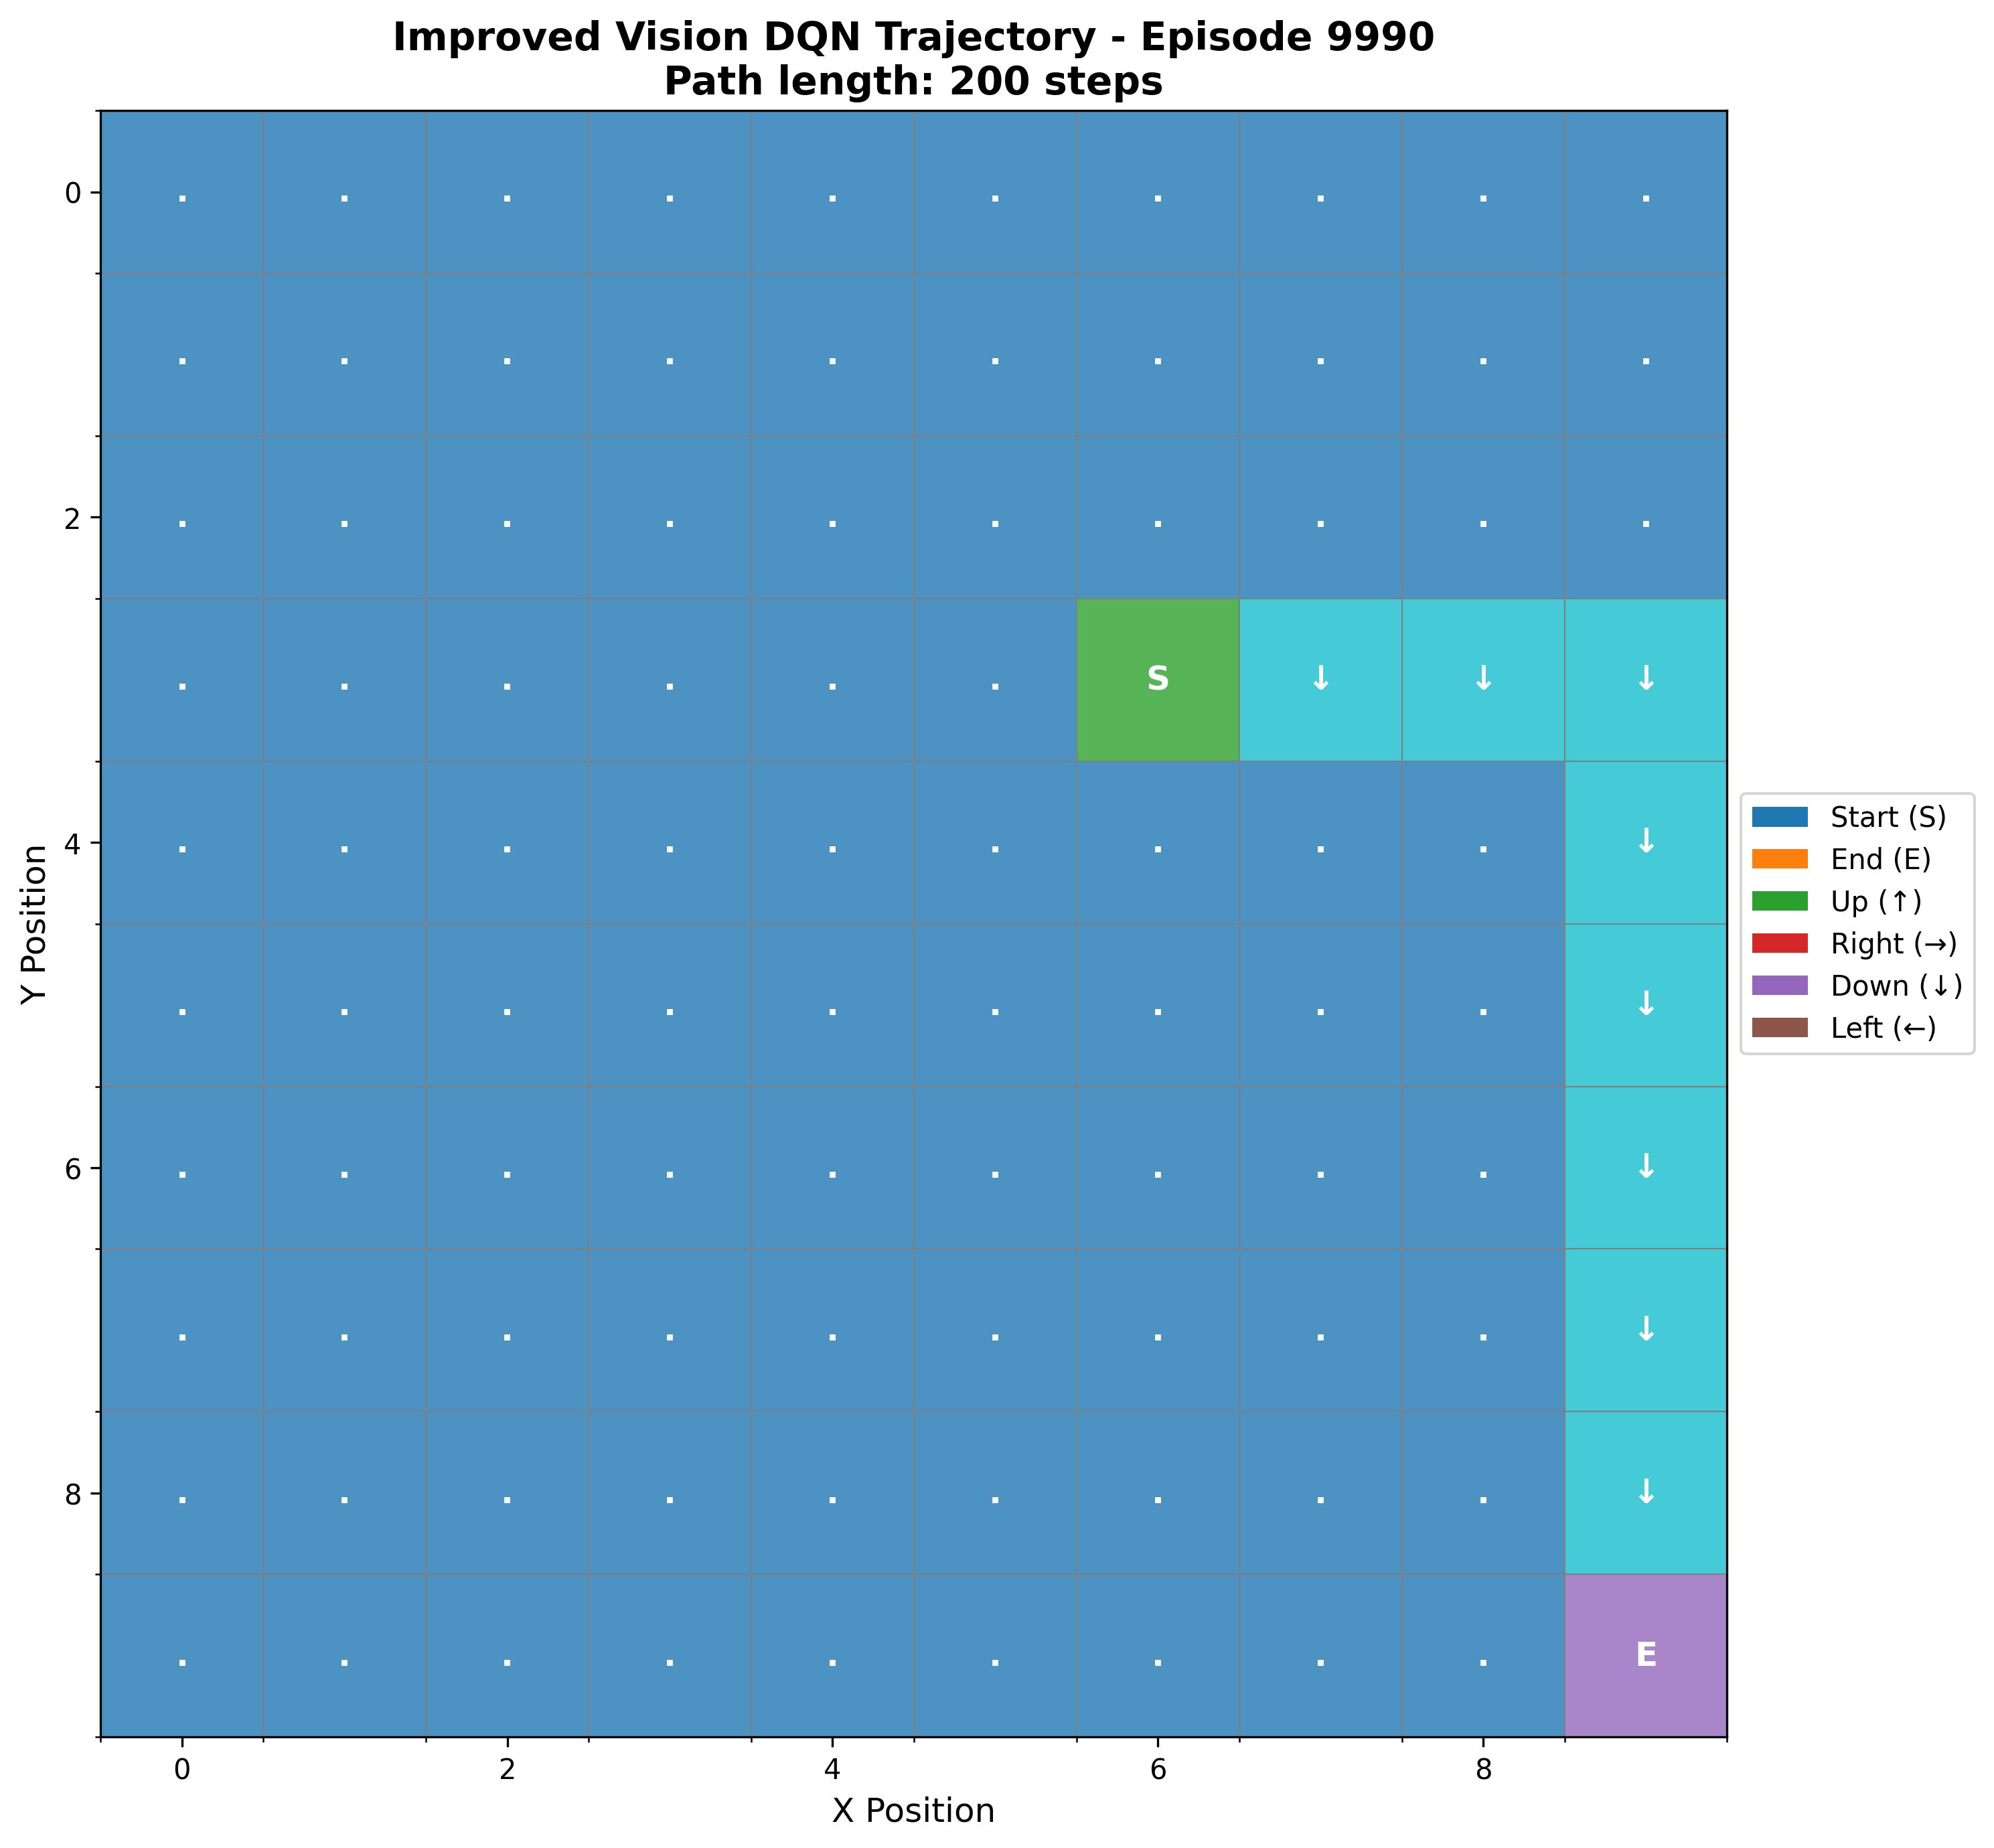 Improved Vision DQN Trajectory - Episode 9990
Path length: 200 steps
0
2
S ↓ ↓ ↓
4 ↓
↓
6 ↓
↓
8 ↓
E
0 2 4 6 8
X Position
Y Position
Start (S)
End (E)
Up (↑)
Right (→)
Down (↓)
Left (←)